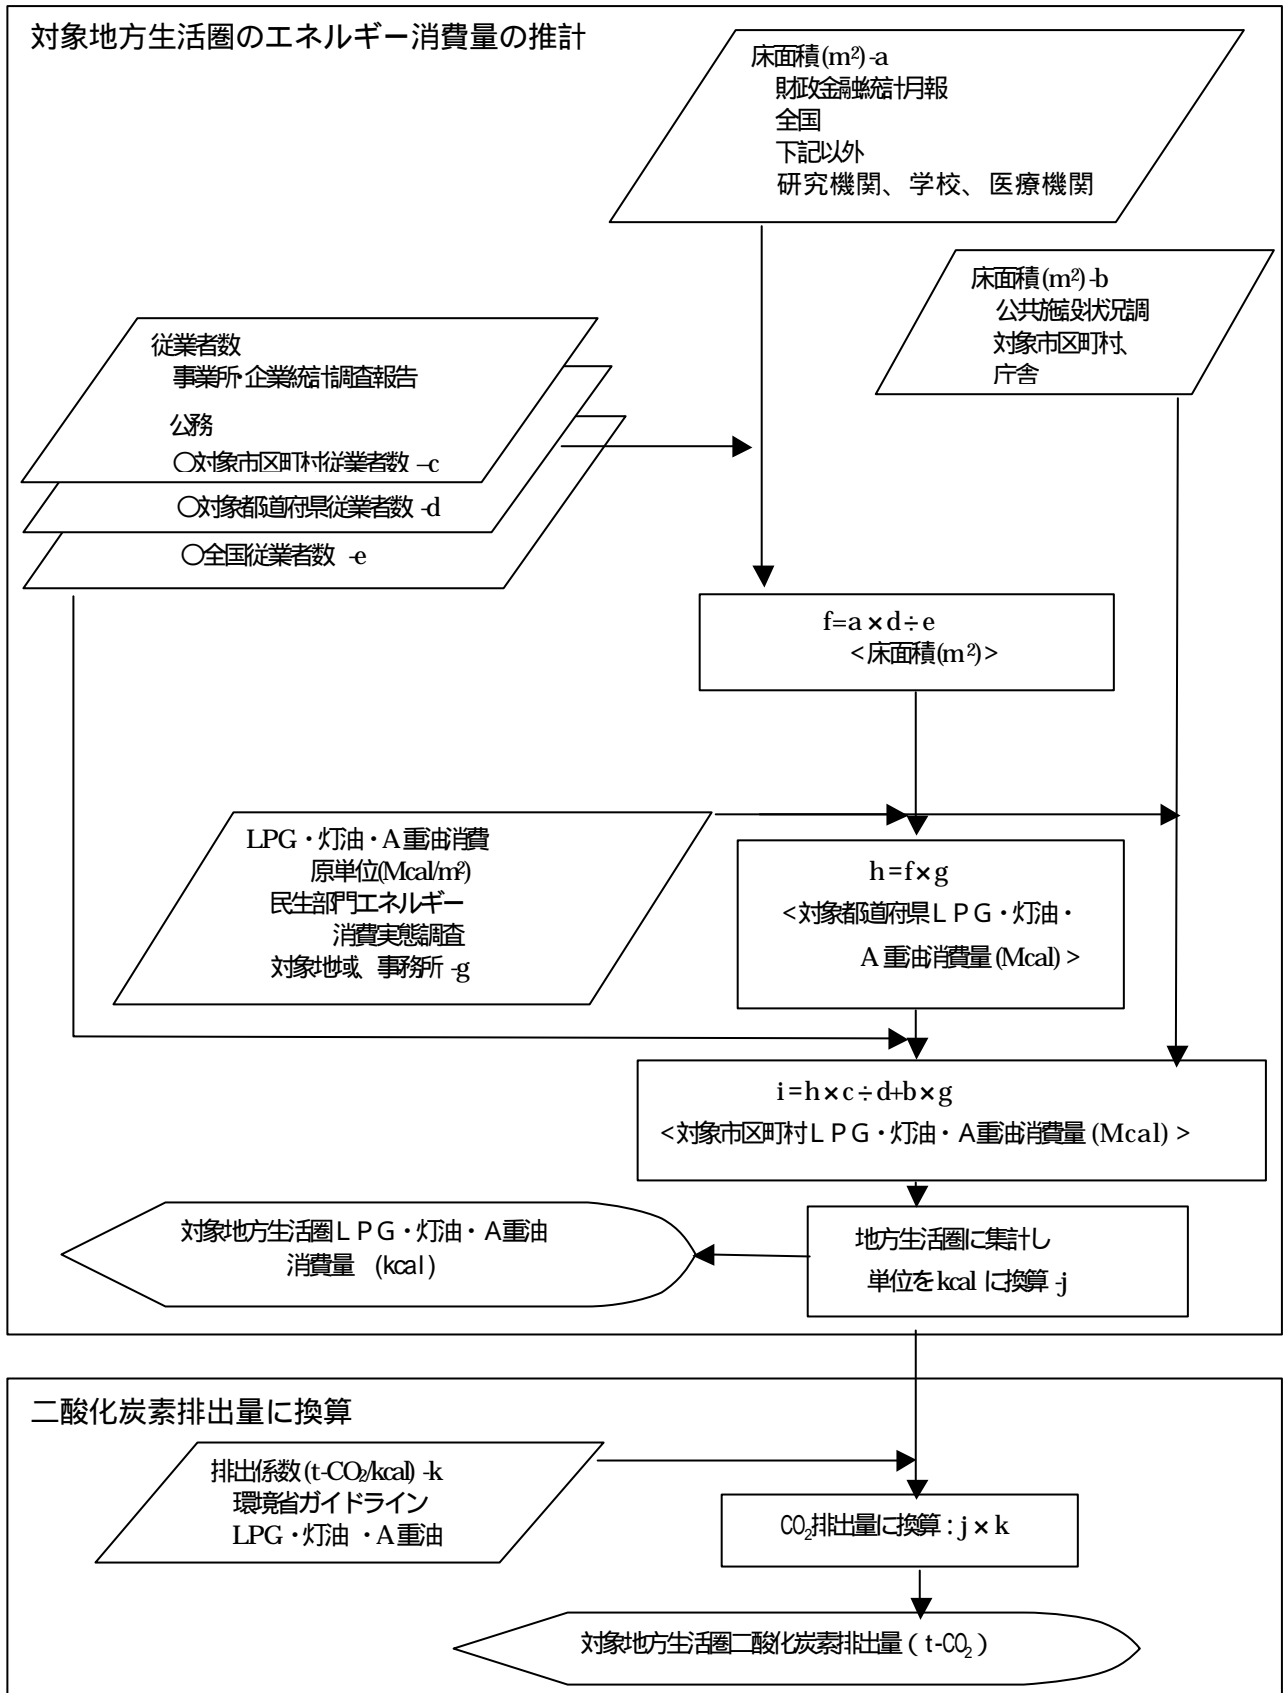 対象地方生活圏のエネルギー消費量の推計
床面積(m²)-a
財政金融統計月報
全国
下記以外
研究機関、学校、医療機関
床面積(m²)-b
公共施設状況調
対象市区町村、
庁舎
従業者数
事業所・企業統計調査報告
公務
○対象市区町村従業者数 -c
○対象都道府県従業者数 -d
○全国従業者数 -e
f=a×d÷e
<床面積(m²)>
LPG・灯油・A重油消費
原単位(Mcal/m²)
民生部門エネルギー
消費実態調査
対象地域、事務所 -g
h=f×g
<対象都道府県LPG・灯油・
A重油消費量(Mcal)>
i=h×c÷d+b×g
<対象市区町村LPG・灯油・A重油消費量(Mcal)>
対象地方生活圏LPG・灯油・A重油
消費量 (kcal)
地方生活圏に集計し
単位をkcalに換算 -j
二酸化炭素排出量に換算
排出係数(t-CO₂/kcal) -k
環境省ガイドライン
LPG・灯油・A重油
CO₂排出量に換算：j×k
対象地方生活圏二酸化炭素排出量（t-CO₂）